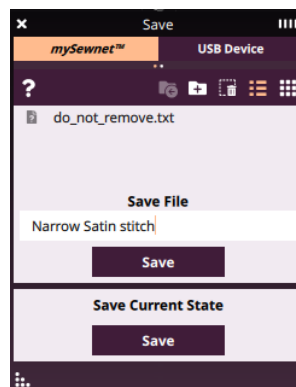 Save
mySewnet™
USB Device
?
do_not_remove.txt
Save File
Narrow Satin stitch
Save
Save Current State
Save